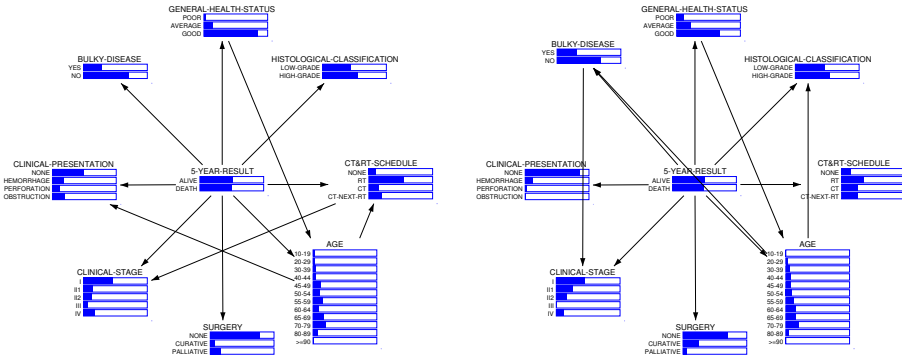 GENERAL-HEALTH-STATUS
POOR
AVERAGE
GOOD
BULKY-DISEASE
YES
NO
HISTOLOGICAL-CLASSIFICATION
LOW-GRADE
HIGH-GRADE
CLINICAL-PRESENTATION
NONE
HEMORRHAGE
PERFORATION
OBSTRUCTION
5-YEAR-RESULT
ALIVE
DEATH
CT&RT-SCHEDULE
NONE
RT
CT
CT-NEXT-RT
AGE
10-19
20-29
30-39
40-44
45-49
50-54
55-59
60-64
65-69
70-79
80-89
>=90
CLINICAL-STAGE
I
II1
II2
III
IV
SURGERY
NONE
CURATIVE
PALLIATIVE
GENERAL-HEALTH-STATUS
POOR
AVERAGE
GOOD
BULKY-DISEASE
YES
NO
HISTOLOGICAL-CLASSIFICATION
LOW-GRADE
HIGH-GRADE
CLINICAL-PRESENTATION
NONE
HEMORRHAGE
PERFORATION
OBSTRUCTION
5-YEAR-RESULT
ALIVE
DEATH
CT&RT-SCHEDULE
NONE
RT
CT
CT-NEXT-RT
AGE
10-19
20-29
30-39
40-44
45-49
50-54
55-59
60-64
65-69
70-79
80-89
>=90
CLINICAL-STAGE
I
II1
II2
III
IV
SURGERY
NONE
CURATIVE
PALLIATIVE